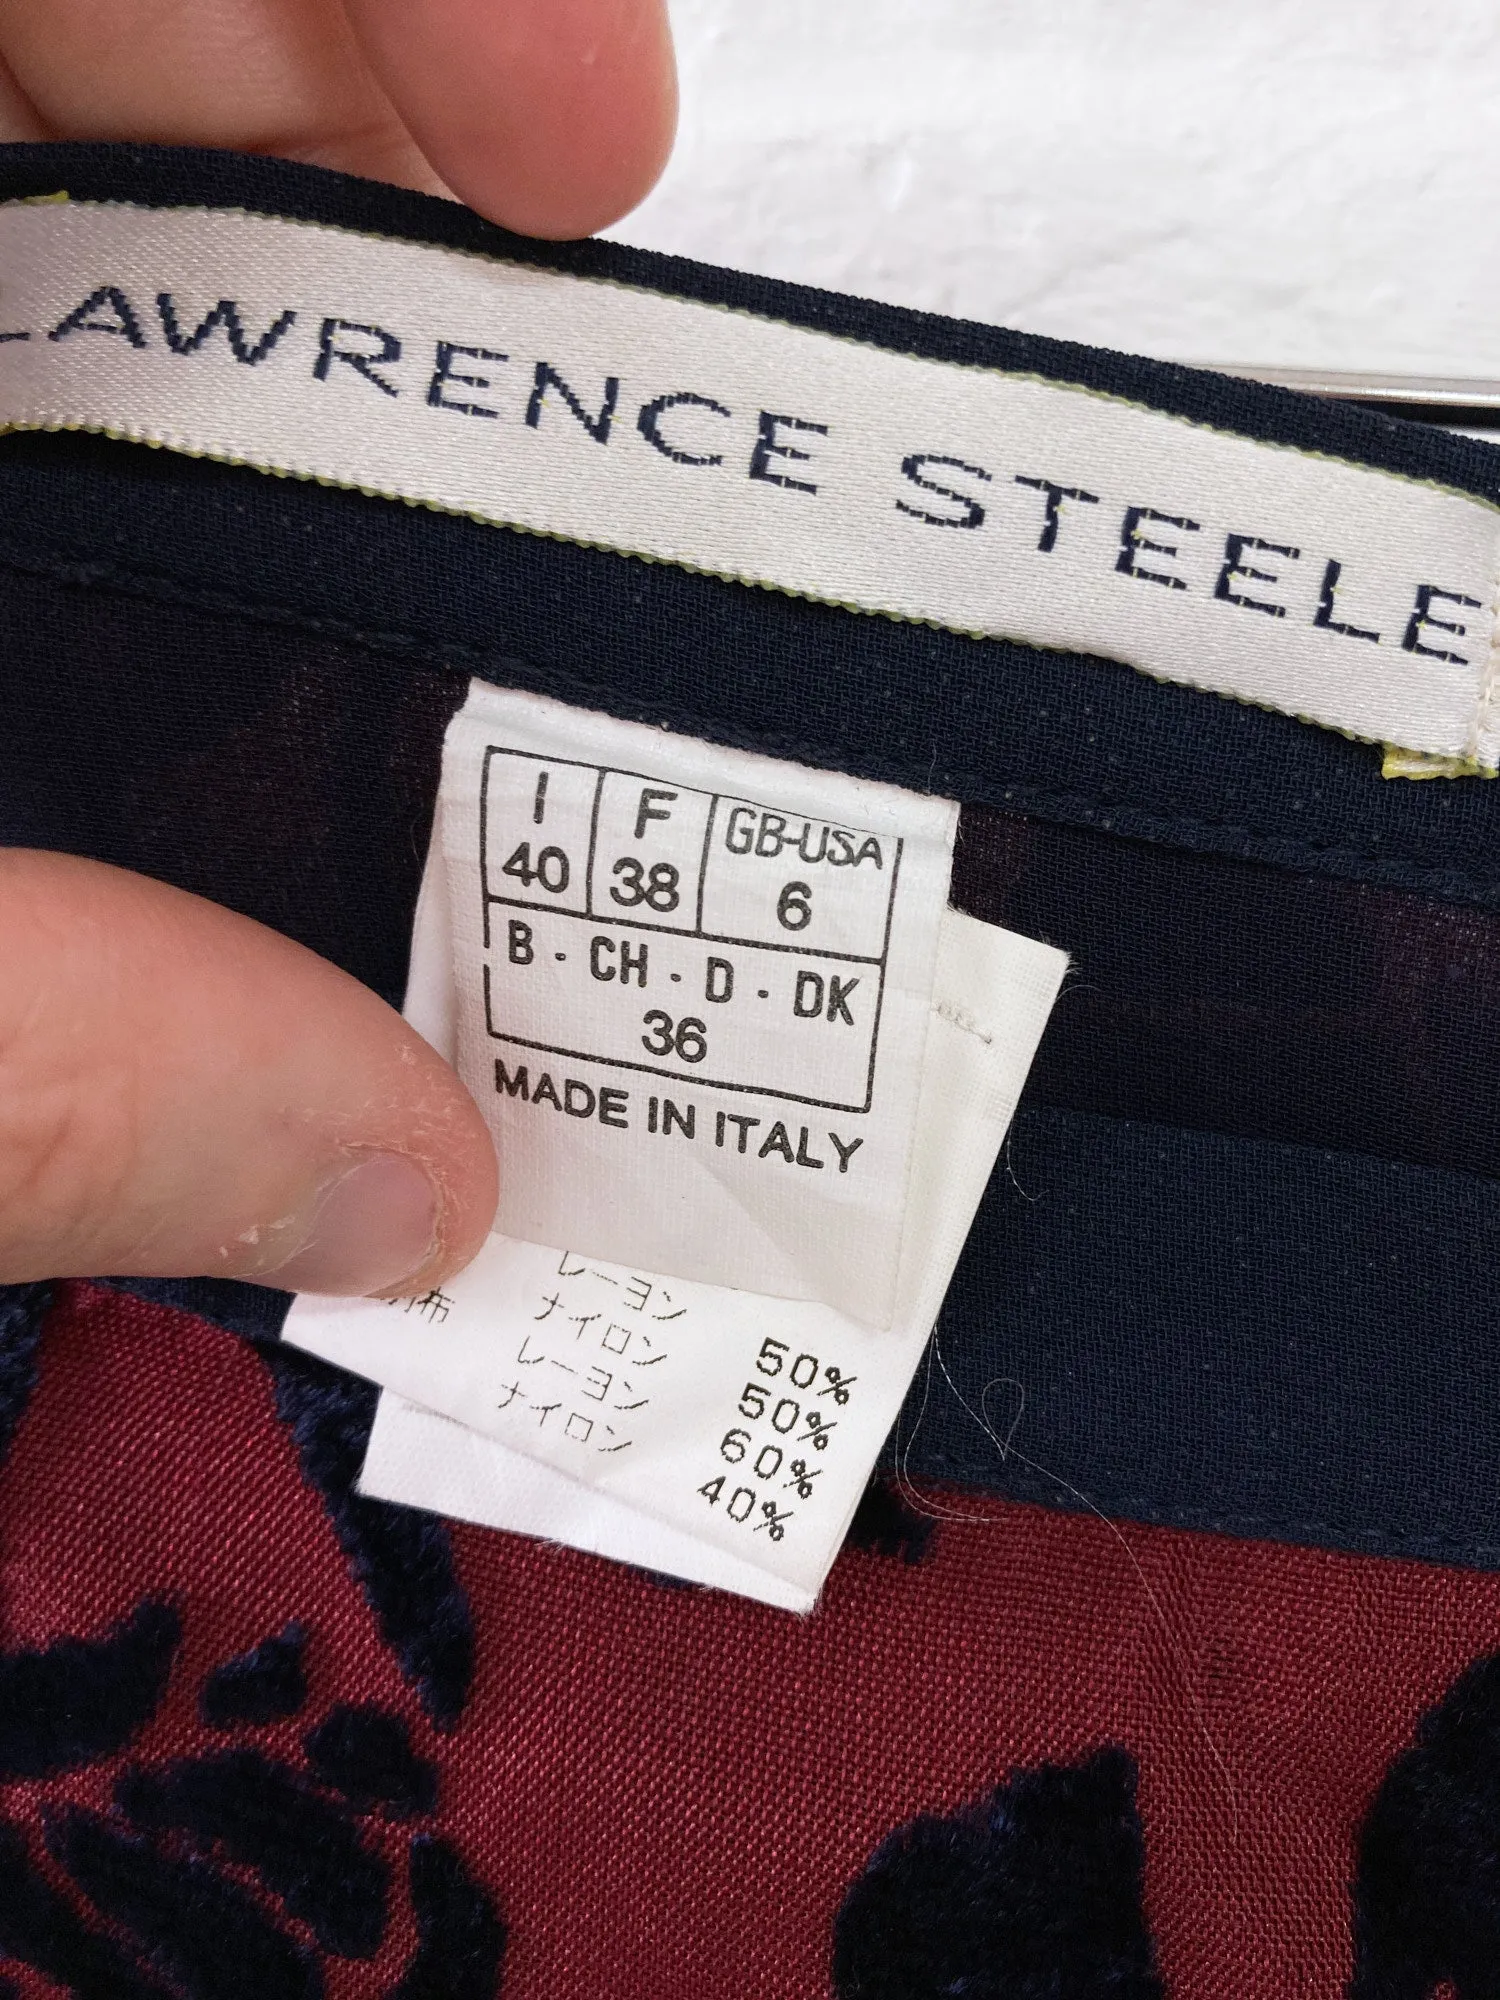 LAWRENCE STEELE
I F GB-USA
40 38 6
B - CH - D - DK
36
MADE IN ITALY
レーヨン 50%
ナイロン 50%
レーヨン 60%
ナイロン 40%